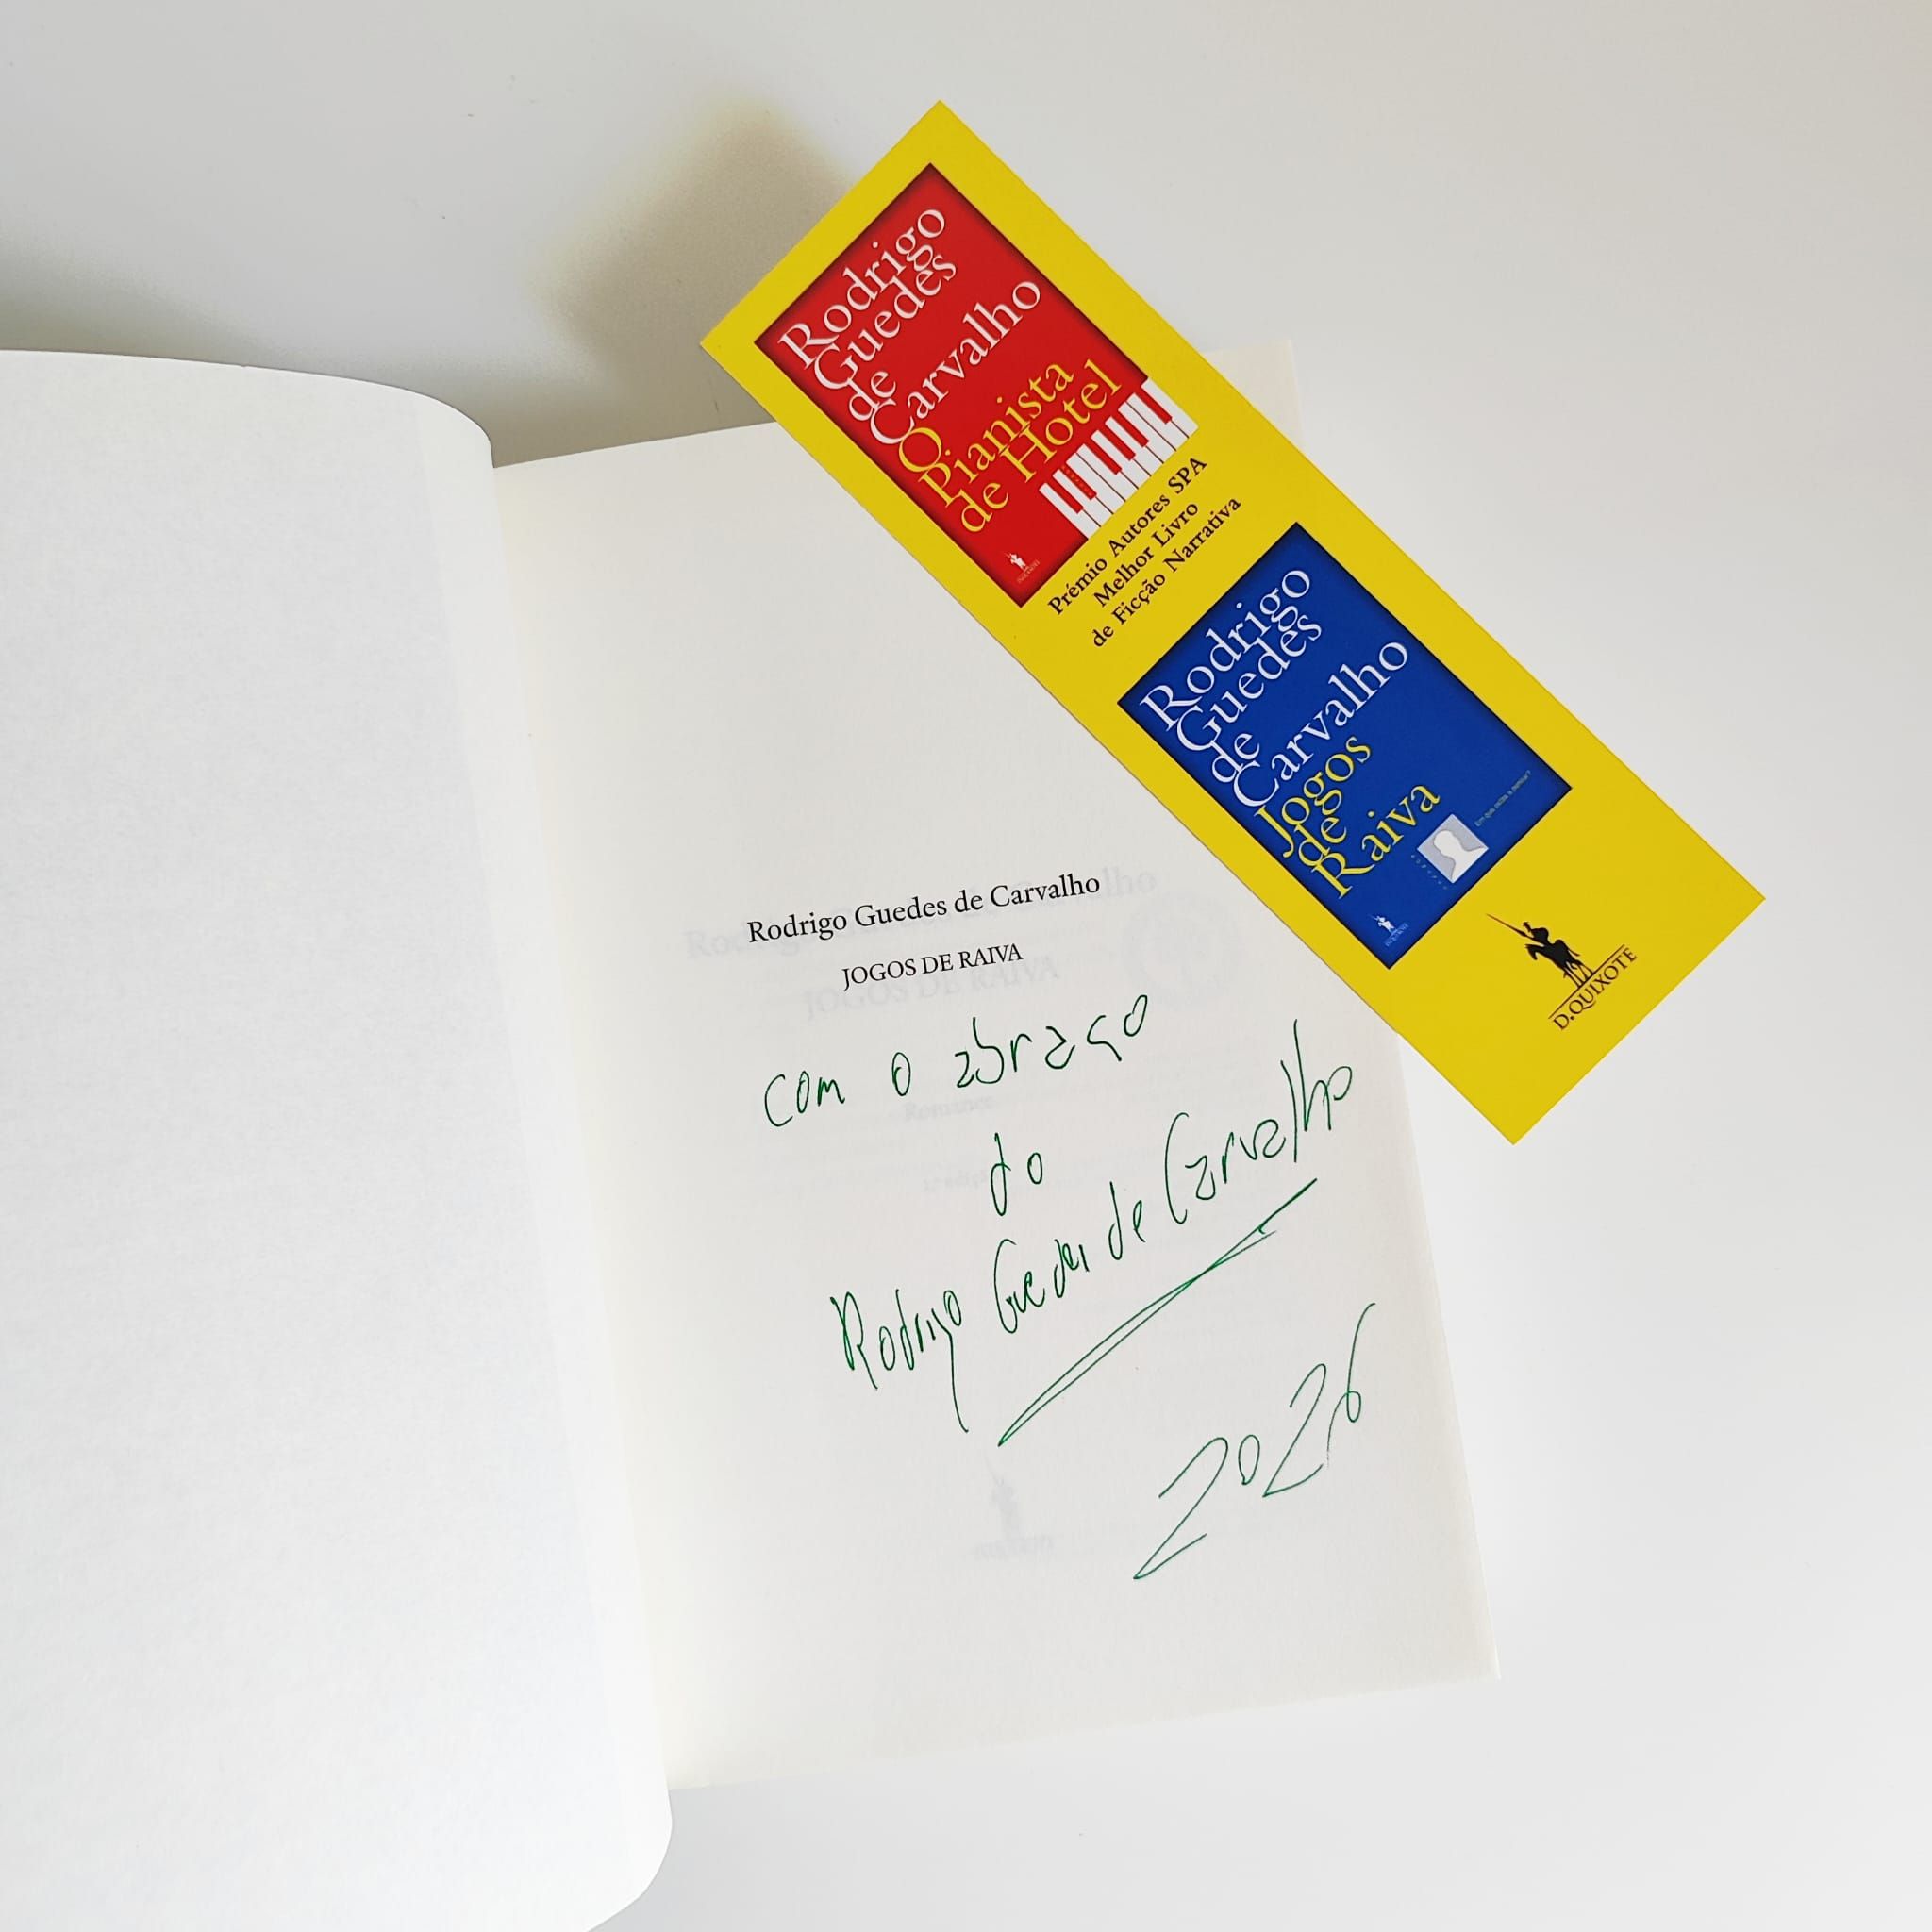 Rodrigo
Guedes
de
Carvalho
O
Pianista
de Hotel
Prémio Autores SPA
Melhor Livro
de Ficção Narrativa
Rodrigo
Guedes
de
Carvalho
Jogos
de
Raiva
D.QUIXOTE
Rodrigo Guedes de Carvalho
JOGOS DE RAIVA
com o abraço
do
Rodrigo Guedes de Carvalho
2026